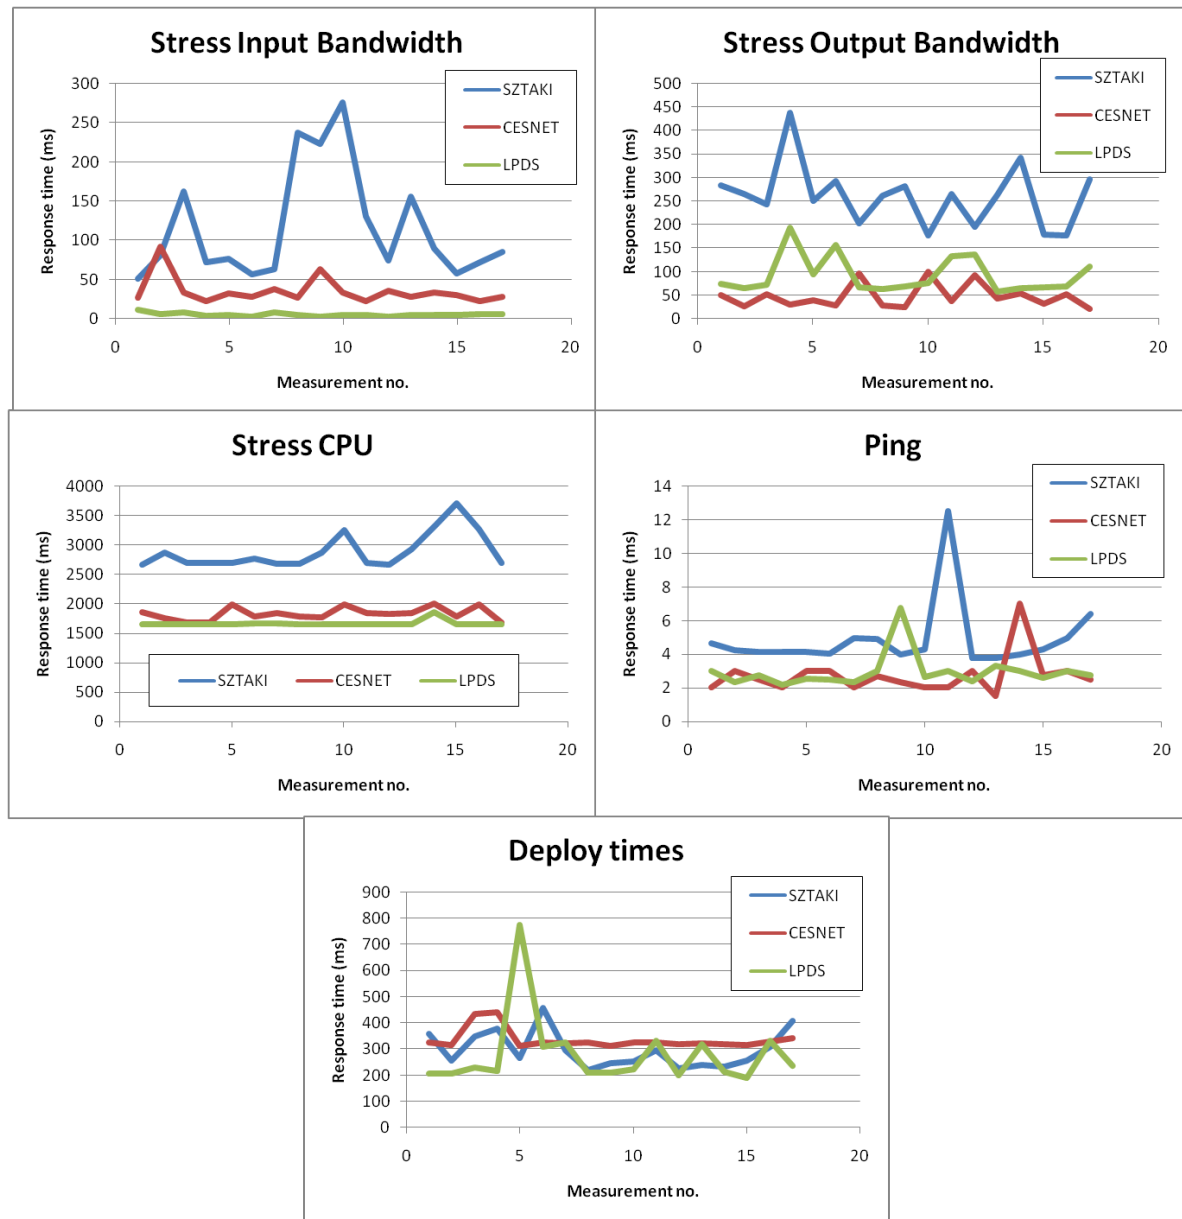 Stress Input Bandwidth
Response time (ms)
300
250
200
150
100
50
0
0 5 10 15 20
Measurement no.
SZTAKI
CESNET
LPDS
Stress Output Bandwidth
Response time (ms)
500
450
400
350
300
250
200
150
100
50
0
0 5 10 15 20
Measurement no.
SZTAKI
CESNET
LPDS
Stress CPU
Response time (ms)
4000
3500
3000
2500
2000
1500
1000
500
0
SZTAKI CESNET LPDS
0 5 10 15 20
Measurement no.
Ping
Response time (ms)
14
12
10
8
6
4
2
0
0 5 10 15 20
Measurement no.
SZTAKI
CESNET
LPDS
Deploy times
Response time (ms)
900
800
700
600
500
400
300
200
100
0
0 5 10 15 20
Measurement no.
SZTAKI
CESNET
LPDS